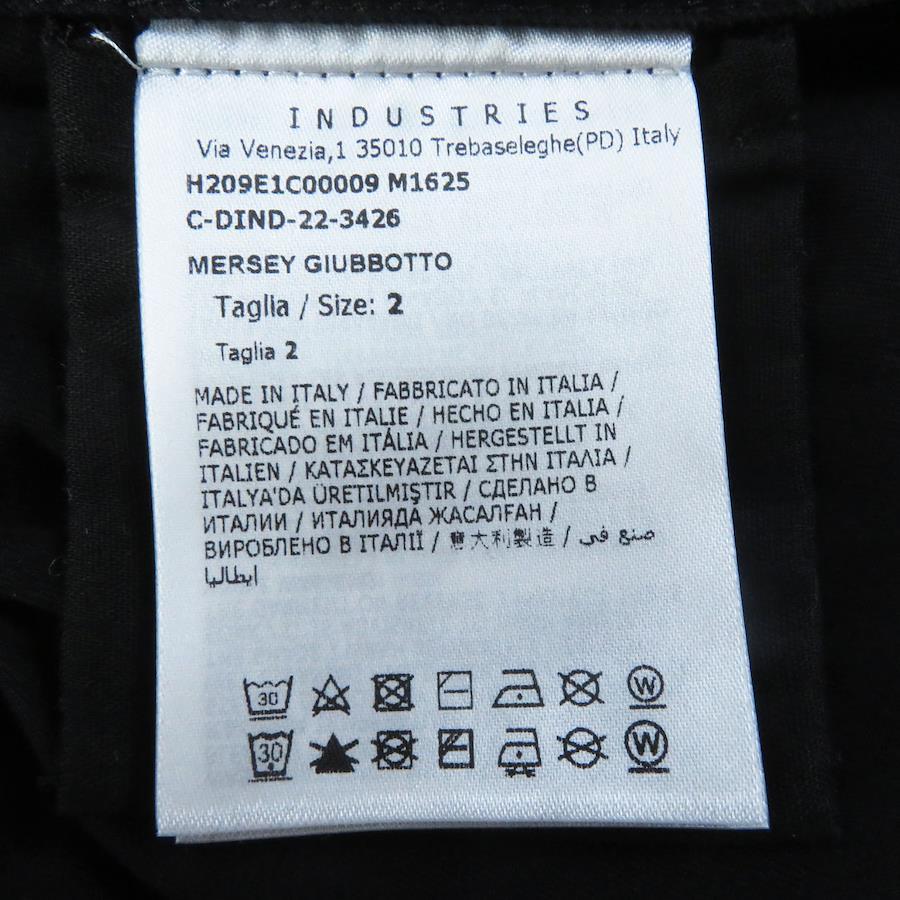 INDUSTRIES
Via Venezia,1 35010 Trebaseleghe(PD) Italy
H209E1C00009 M1625
C-DIND-22-3426
MERSEY GIUBBOTTO
Taglia / Size: 2
Taglia 2
MADE IN ITALY / FABBRICATO IN ITALIA /
FABRIQUÉ EN ITALIE / HECHO EN ITALIA /
FABRICADO EM ITÁLIA / HERGESTELLT IN
ITALIEN / ΚΑΤΑΣΚΕΥΑΖΕΤΑΙ ΣΤΗΝ ΙΤΑΛΙΑ /
ITALYA'DA ÜRETILMIŞTIR / СДЕЛАНО В
ИТАЛИИ / ИТАЛИЯДА ЖАСАЛҒАН /
ВИРОБЛЕНО В ІТАЛІЇ / 意大利製造 / صنع في
ايطاليا
30 W
30 W